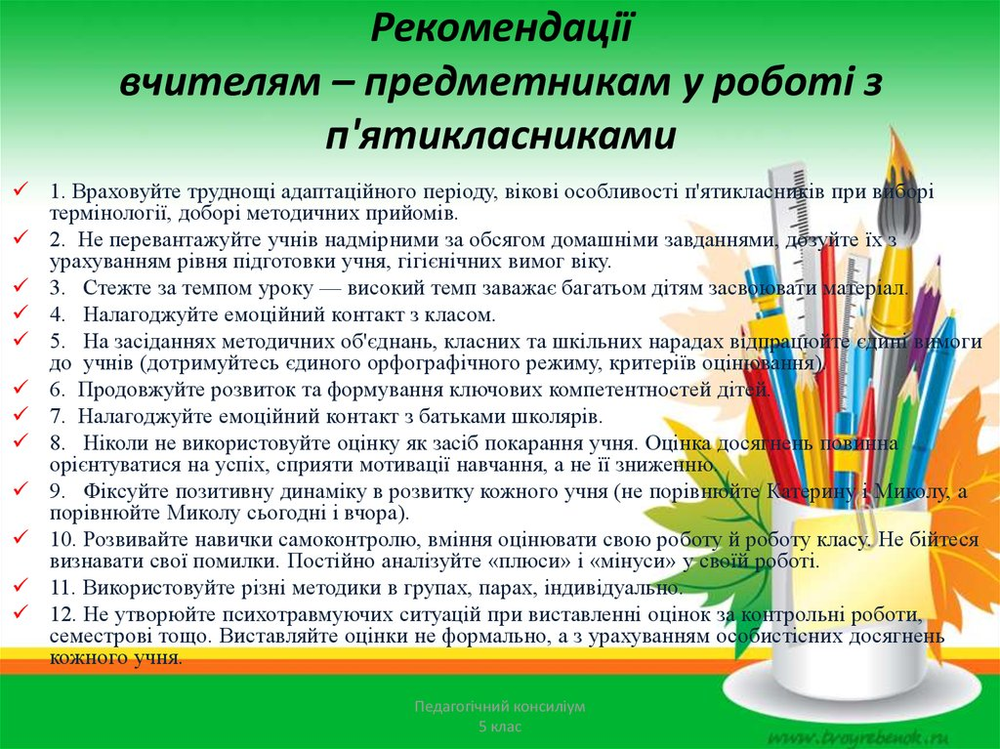 Рекомендації
вчителям – предметникам у роботі з
п'ятикласниками
✓ 1. Враховуйте труднощі адаптаційного періоду, вікові особливості п'ятикласників при виборі
термінології, доборі методичних прийомів.
✓ 2. Не перевантажуйте учнів надмірними за обсягом домашніми завданнями, дозуйте їх з
урахуванням рівня підготовки учня, гігієнічних вимог віку.
✓ 3. Стежте за темпом уроку — високий темп заважає багатьом дітям засвоювати матеріал.
✓ 4. Налагоджуйте емоційний контакт з класом.
✓ 5. На засіданнях методичних об'єднань, класних та шкільних нарадах відпрацюйте єдині вимоги
до учнів (дотримуйтесь єдиного орфографічного режиму, критеріїв оцінювання).
✓ 6. Продовжуйте розвиток та формування ключових компетентностей дітей.
✓ 7. Налагоджуйте емоційний контакт з батьками школярів.
✓ 8. Ніколи не використовуйте оцінку як засіб покарання учня. Оцінка досягнень повинна
орієнтуватися на успіх, сприяти мотивації навчання, а не її зниженню.
✓ 9. Фіксуйте позитивну динаміку в розвитку кожного учня (не порівнюйте Катерину і Миколу, а
порівнюйте Миколу сьогодні і вчора).
✓ 10. Розвивайте навички самоконтролю, вміння оцінювати свою роботу й роботу класу. Не бійтеся
визнавати свої помилки. Постійно аналізуйте «плюси» і «мінуси» у своїй роботі.
✓ 11. Використовуйте різні методики в групах, парах, індивідуально.
✓ 12. Не утворюйте психотравмуючих ситуацій при виставленні оцінок за контрольні роботи,
семестрові тощо. Виставляйте оцінки не формально, а з урахуванням особистісних досягнень
кожного учня.
Педагогічний консиліум
5 клас
www.tvoyrebenok.ru